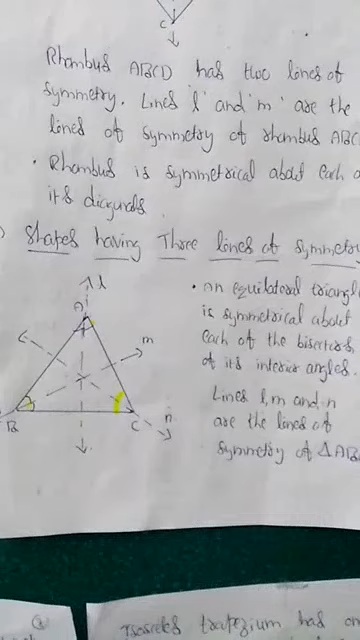 C
Rhombus ABCD has two lines of
symmetry. Lines 'l' and 'm' are the
lines of symmetry of rhombus ABC
• Rhombus is symmetrical about each
its diagonals.
) Shapes having Three lines of symmetry
l
A
m
n
B
C
• An equilateral triangle
is symmetrical about
each of the bisectors
of its interior angles.
Lines l, m and n
are the lines of
symmetry of ΔAB
trapezium has